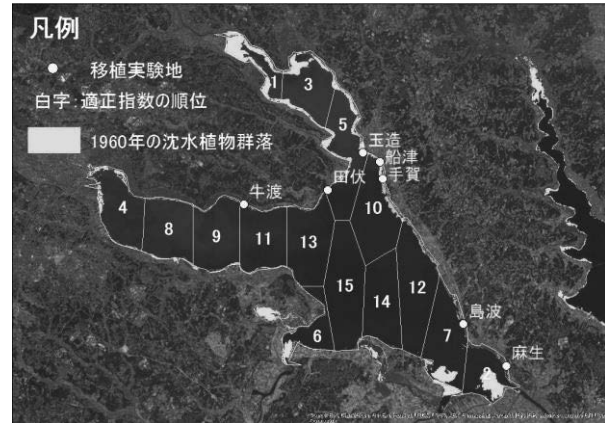 凡例
移植実験地
白字：適正指数の順位
1960年の沈水植物群落
1
3
5
玉造
船津
手賀
田伏
牛渡
4
8
9
11
13
10
15
14
12
6
7
島波
麻生